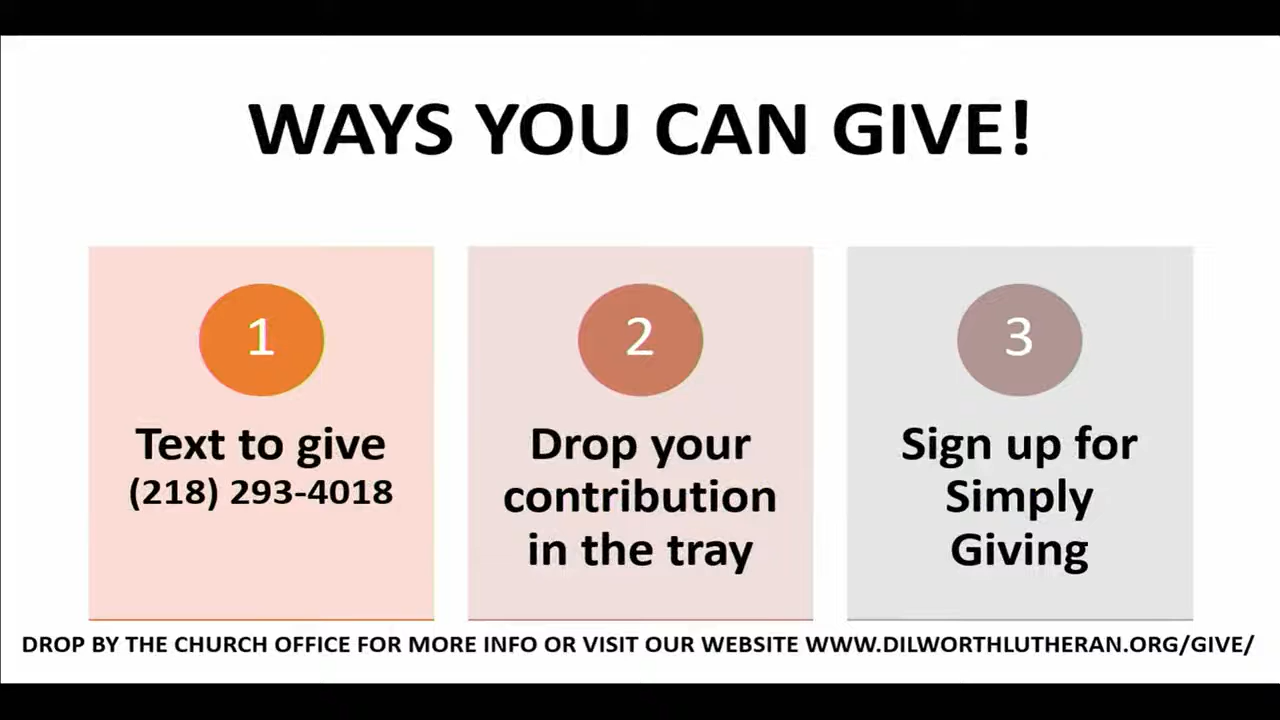 WAYS YOU CAN GIVE!
1
Text to give
(218) 293-4018
2
Drop your
contribution
in the tray
3
Sign up for
Simply
Giving
DROP BY THE CHURCH OFFICE FOR MORE INFO OR VISIT OUR WEBSITE WWW.DILWORTHLUTHERAN.ORG/GIVE/